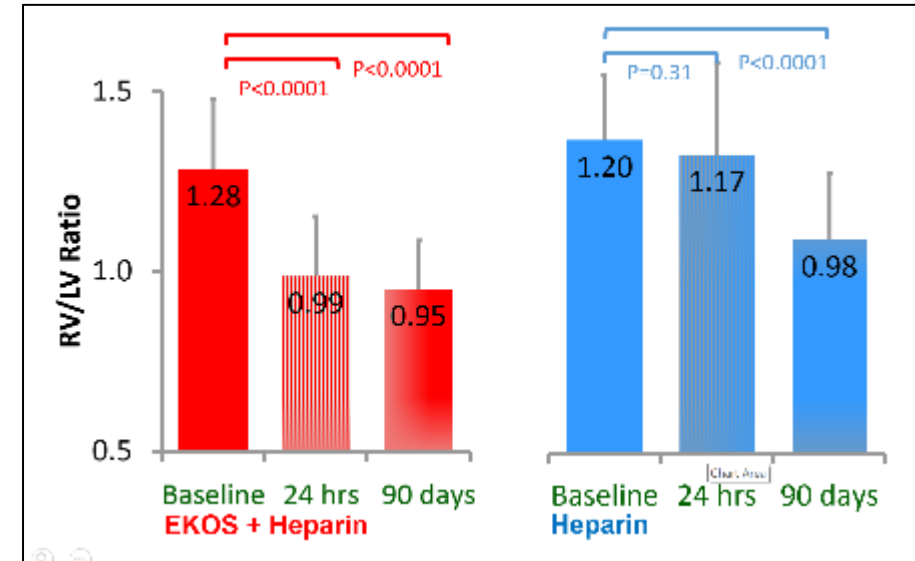 P<0.0001
P<0.0001
P=0.31
P<0.0001
1.5
1.0
0.5
RV/LV Ratio
1.28
0.99
0.95
1.20
1.17
0.98
Chart Area
Baseline 24 hrs 90 days
EKOS + Heparin
Baseline 24 hrs 90 days
Heparin